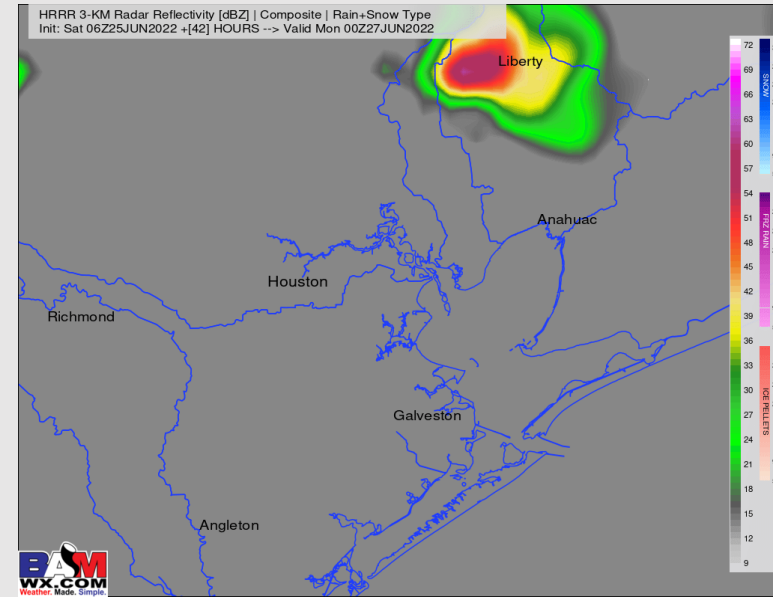 HRRR 3-KM Radar Reflectivity [dBZ] | Composite | Rain+Snow Type
Init: Sat 06Z25JUN2022 +[42] HOURS --> Valid Mon 00Z27JUN2022
Liberty
Anahuac
Houston
Richmond
Galveston
Angleton
72
69
66
63
60
57
54
51
48
45
42
39
36
33
30
27
24
21
18
15
12
9
SNOW
FRZ RAIN
ICE PELLETS
BAM
WX.COM
Weather. Made. Simple.